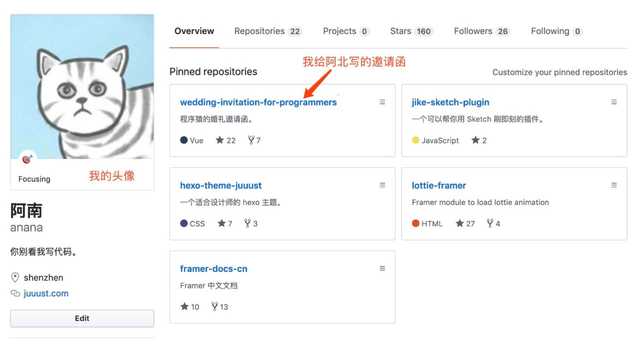 Overview
Repositories 22
Projects 0
Stars 160
Followers 26
Following 0
我给阿北写的邀请函
Pinned repositories
Customize your pinned repositories
wedding-invitation-for-programmers
程序猿的婚礼邀请函。
Vue 22 7
jike-sketch-plugin
一个可以帮你用 Sketch 刷即刻的插件。
JavaScript 2
hexo-theme-juuust
一个适合设计师的 hexo 主题。
CSS 7 3
lottie-framer
Framer module to load lottie animation
HTML 27 4
framer-docs-cn
Framer 中文文档
10 13
Focusing
我的头像
阿南
anana
你别看我写代码。
shenzhen
juuust.com
Edit